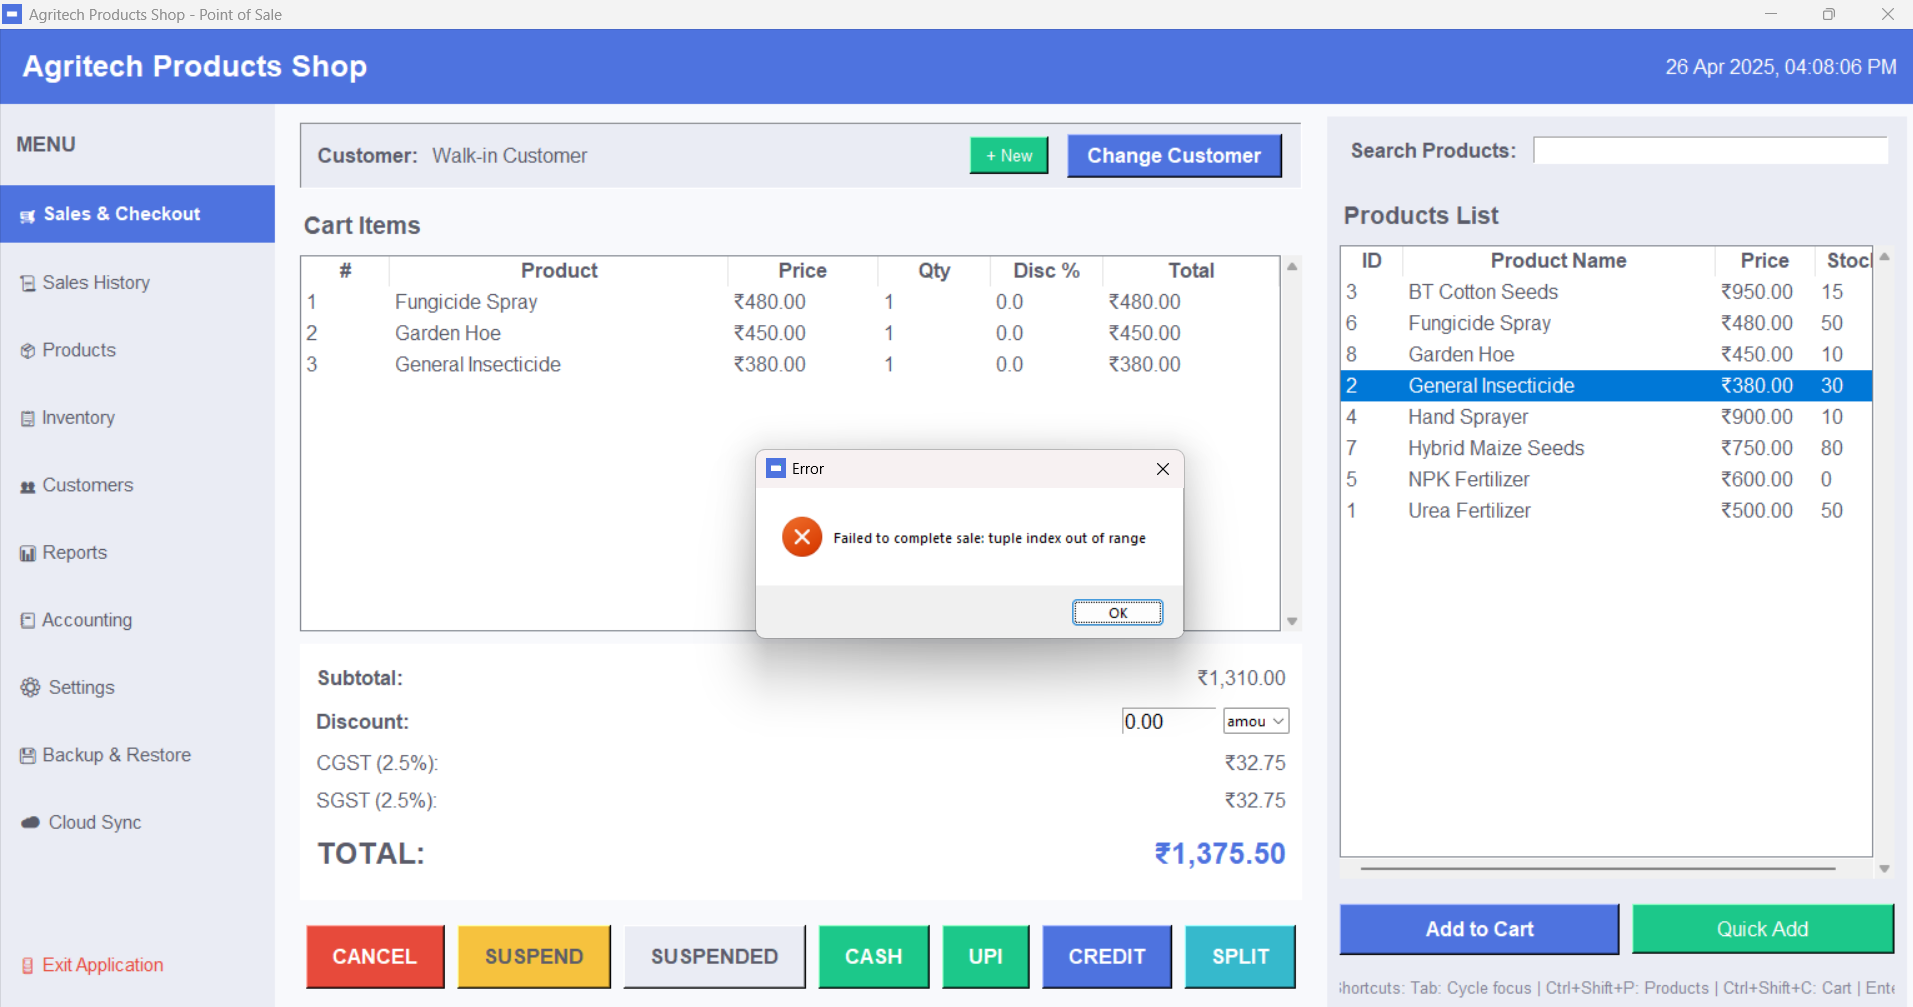 Agritech Products Shop - Point of Sale
Agritech Products Shop
26 Apr 2025, 04:08:06 PM
MENU
Sales & Checkout
Sales History
Products
Inventory
Customers
Reports
Accounting
Settings
Backup & Restore
Cloud Sync
Exit Application
Customer: Walk-in Customer
+ New
Change Customer
Cart Items
# Product Price Qty Disc % Total
1 Fungicide Spray ₹480.00 1 0.0 ₹480.00
2 Garden Hoe ₹450.00 1 0.0 ₹450.00
3 General Insecticide ₹380.00 1 0.0 ₹380.00
Error
Failed to complete sale: tuple index out of range
OK
Subtotal: ₹1,310.00
Discount: 0.00 amou
CGST (2.5%): ₹32.75
SGST (2.5%): ₹32.75
TOTAL: ₹1,375.50
CANCEL SUSPEND SUSPENDED CASH UPI CREDIT SPLIT
Search Products:
Products List
ID Product Name Price Stoc
3 BT Cotton Seeds ₹950.00 15
6 Fungicide Spray ₹480.00 50
8 Garden Hoe ₹450.00 10
2 General Insecticide ₹380.00 30
4 Hand Sprayer ₹900.00 10
7 Hybrid Maize Seeds ₹750.00 80
5 NPK Fertilizer ₹600.00 0
1 Urea Fertilizer ₹500.00 50
Add to Cart Quick Add
hortcuts: Tab: Cycle focus | Ctrl+Shift+P: Products | Ctrl+Shift+C: Cart | Ente